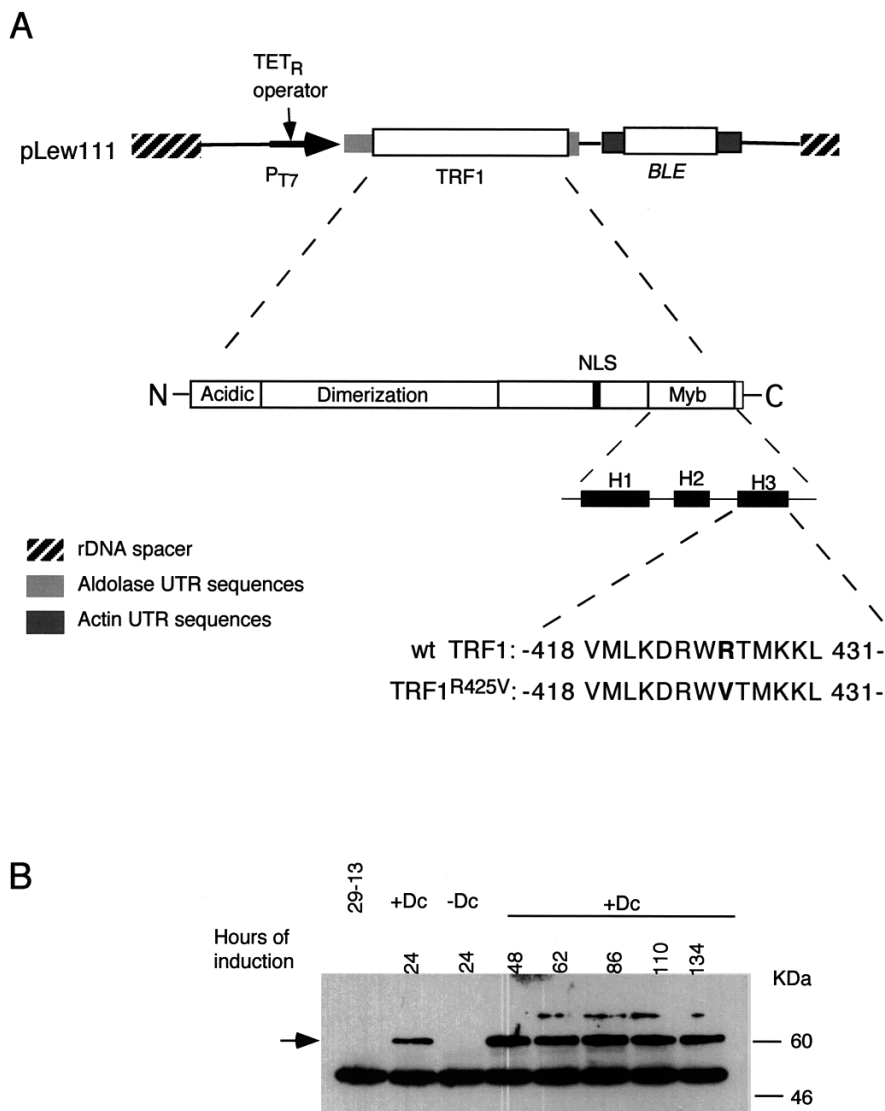 A
TETR
operator
pLew111
PT7
TRF1
BLE
NLS
N Acidic Dimerization Myb C
H1 H2 H3
rDNA spacer
Aldolase UTR sequences
Actin UTR sequences
wt TRF1: -418 VMLKDRWRTMKKL 431-
TRF1R425V: -418 VMLKDRWVTMKKL 431-
B
29-13
+Dc -Dc +Dc
Hours of
induction
24 24 48 62 86 110 134
KDa
60
46